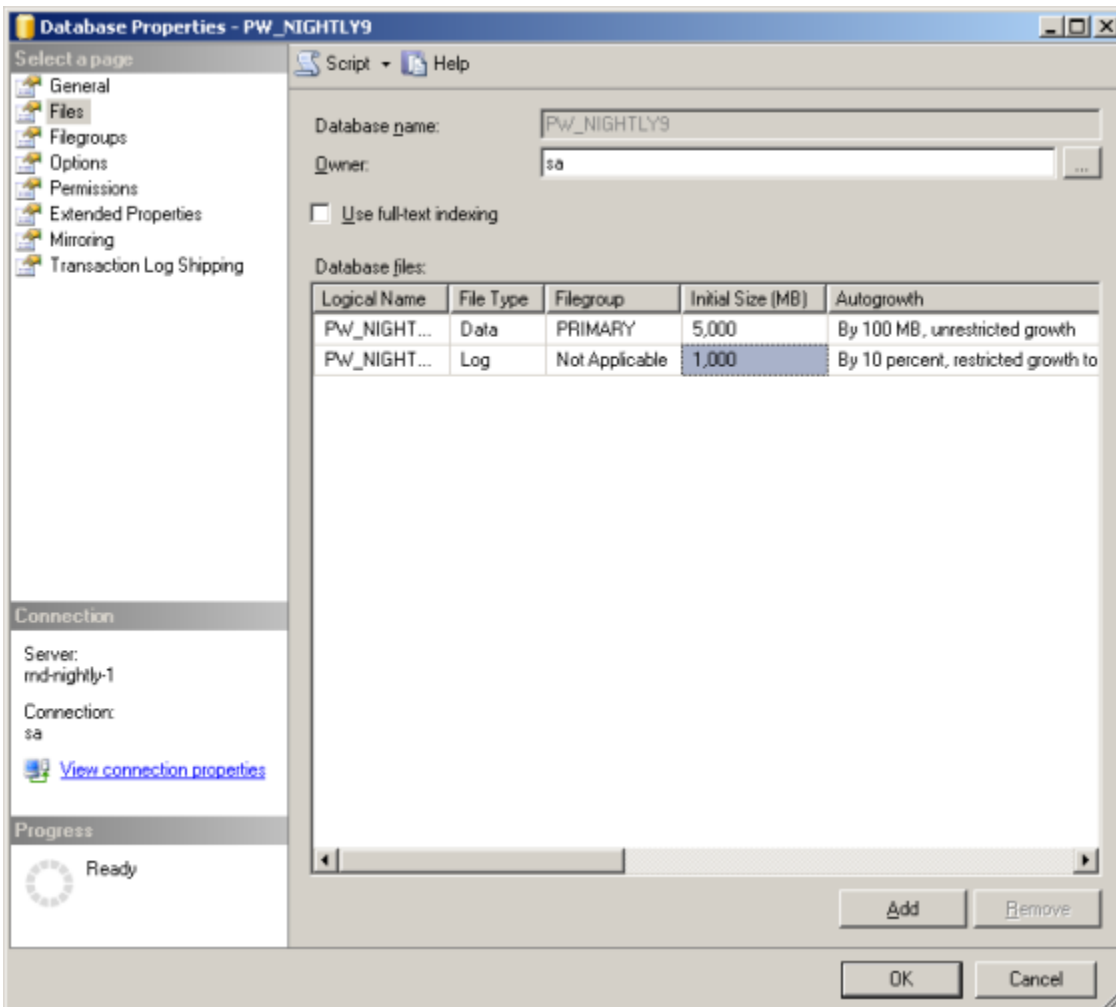 Database Properties - PW_NIGHTLY9
Select a page
General
Files
Filegroups
Options
Permissions
Extended Properties
Mirroring
Transaction Log Shipping
Connection
Server:
rnd-nightly-1
Connection:
sa
View connection properties
Progress
Ready
Script Help
Database name: PW_NIGHTLY9
Owner: sa ...
Use full-text indexing
Database files:
Logical Name File Type Filegroup Initial Size (MB) Autogrowth
PW_NIGHT... Data PRIMARY 5,000 By 100 MB, unrestricted growth
PW_NIGHT... Log Not Applicable 1,000 By 10 percent, restricted growth to
Add Remove
OK Cancel